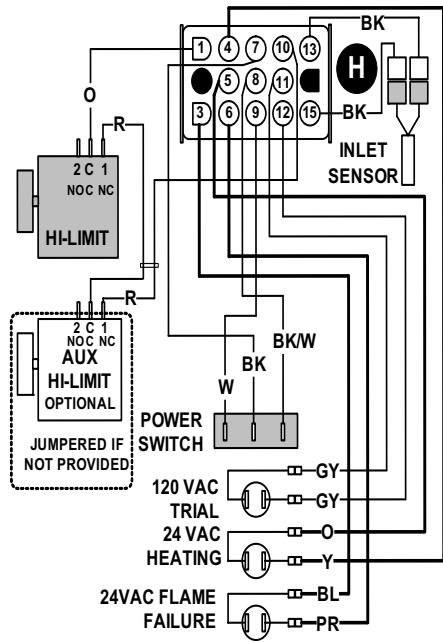 1 4 7 10 13
BK
5 8 11
H
3 6 9 12 15
BK
INLET
SENSOR
O
R
2 C 1
NO C NC
HI-LIMIT
R
2 C 1
NO C NC
AUX
HI-LIMIT
OPTIONAL
JUMPERED IF
NOT PROVIDED
W
BK
BK/W
POWER
SWITCH
120 VAC
TRIAL
GY
GY
24 VAC
HEATING
O
Y
24VAC FLAME
FAILURE
BL
PR